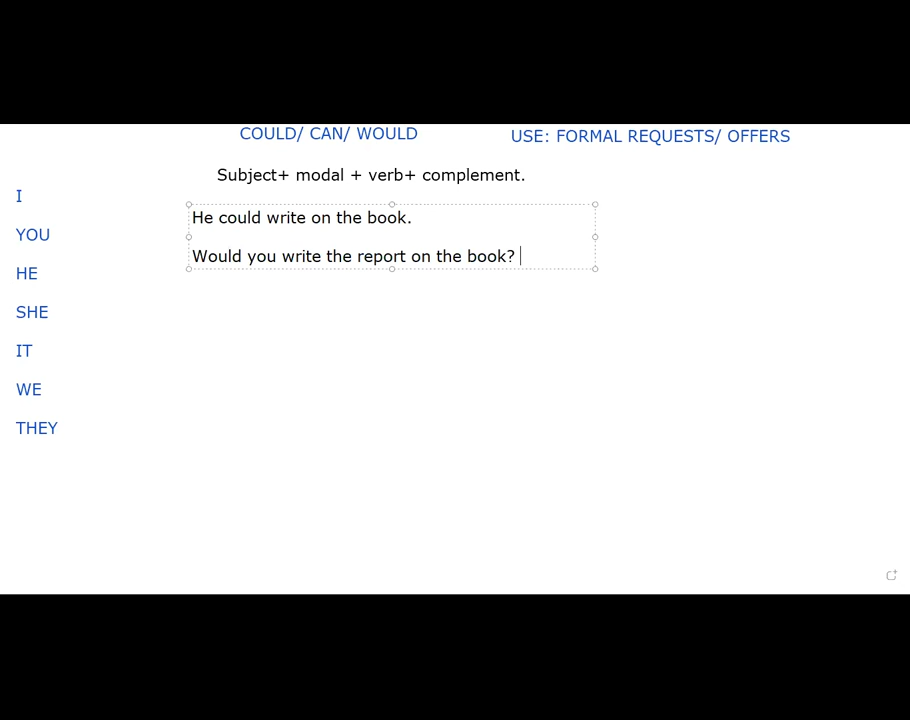 COULD/ CAN/ WOULD
USE: FORMAL REQUESTS/ OFFERS
Subject+ modal + verb+ complement.
I
He could write on the book.
YOU
Would you write the report on the book?
HE
SHE
IT
WE
THEY